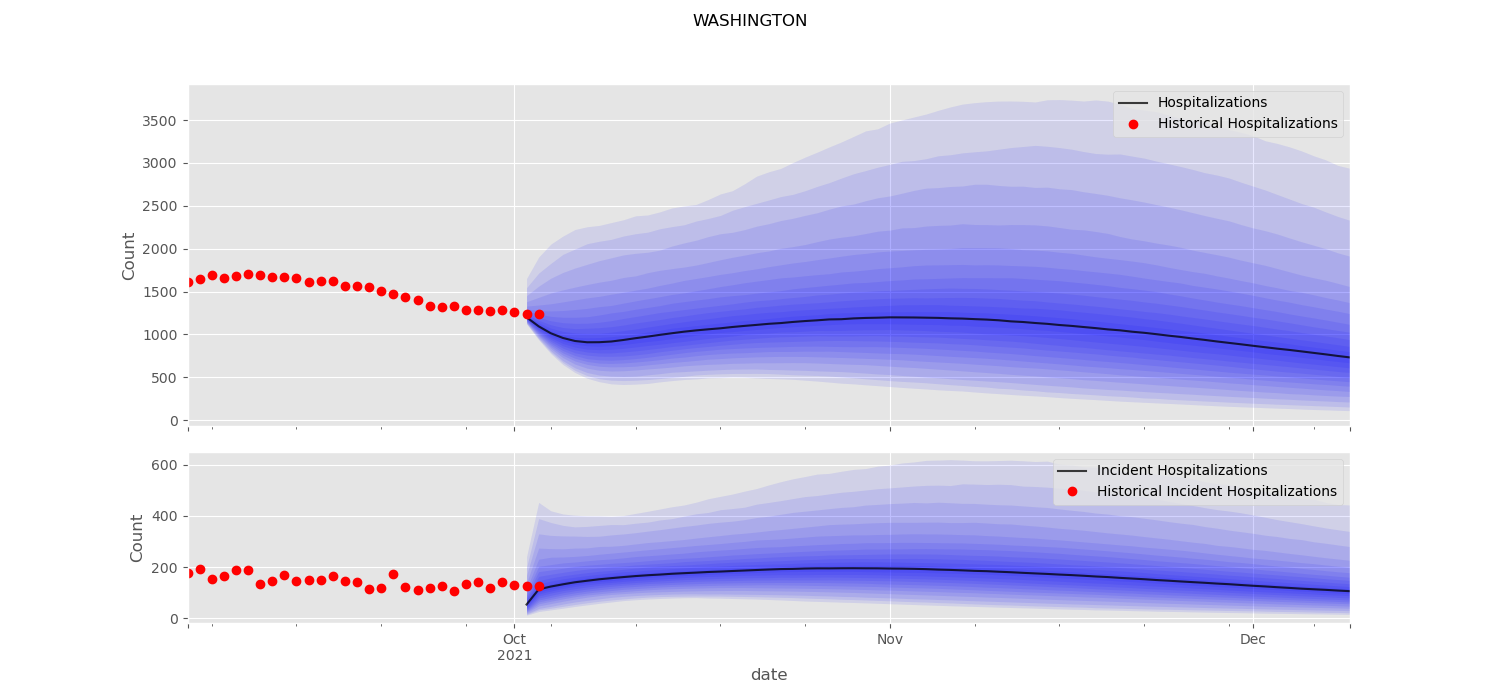 WASHINGTON
Hospitalizations
Historical Hospitalizations
Count
3500
3000
2500
2000
1500
1000
500
0
Incident Hospitalizations
Historical Incident Hospitalizations
Count
600
400
200
0
Oct
2021
Nov
Dec
date